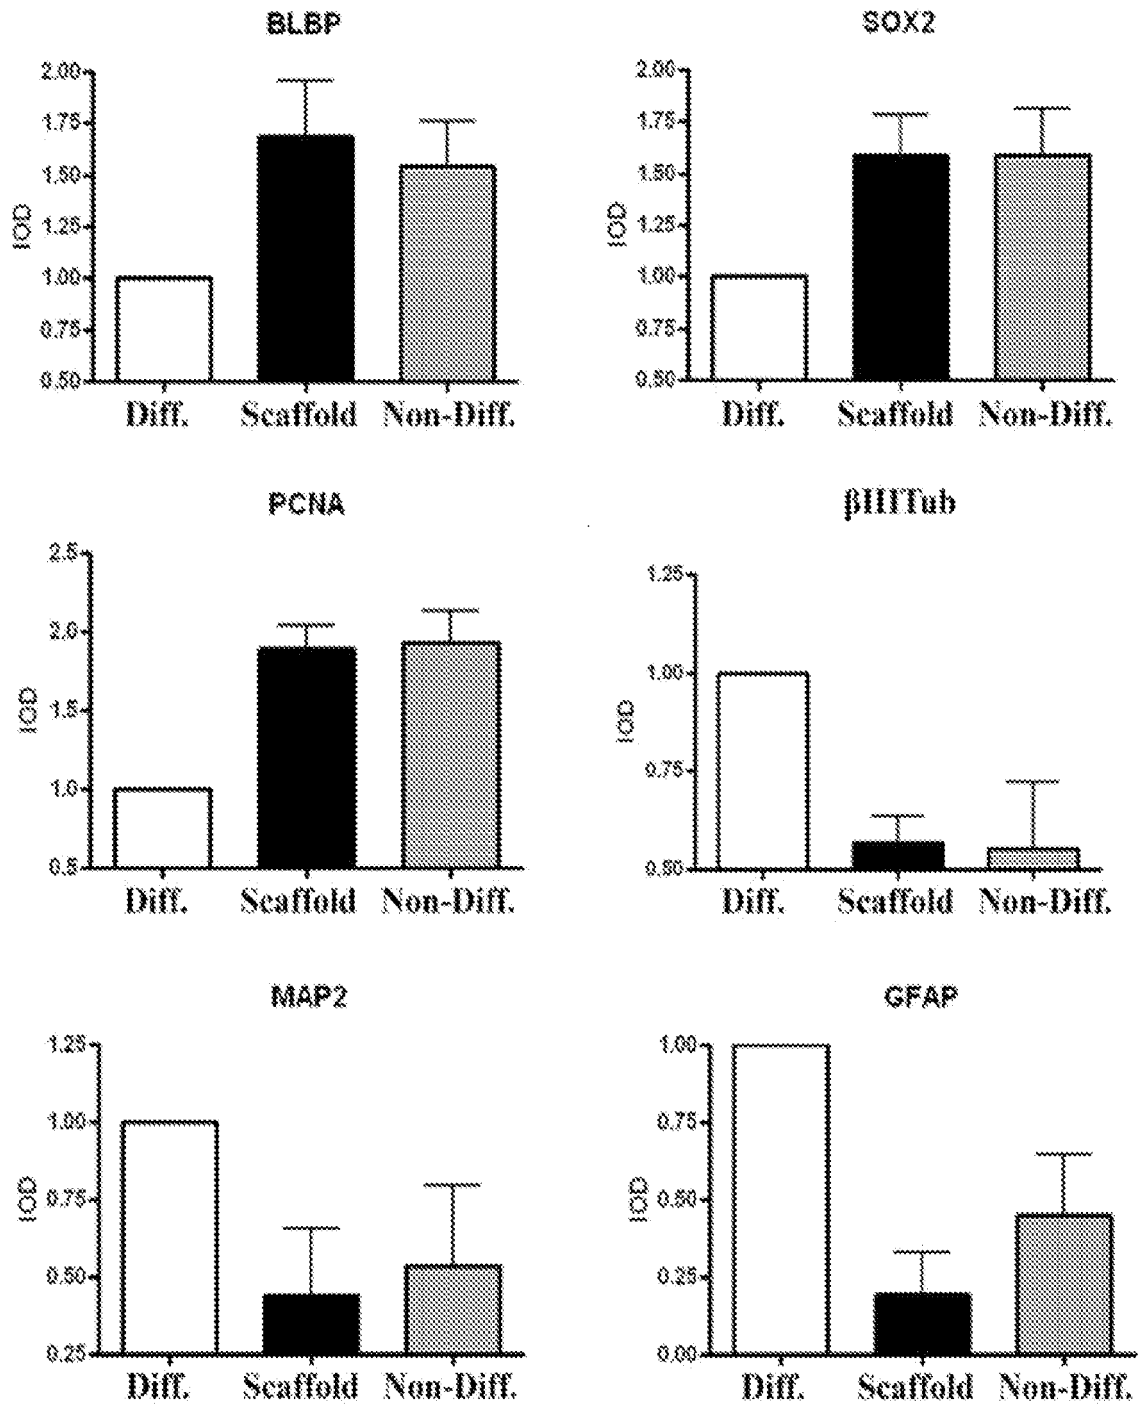 BLBP
2.00
1.75
1.50
1.25
1.00
0.75
0.50
IOD
Diff. Scaffold Non-Diff.
SOX2
2.00
1.75
1.50
1.25
1.00
0.75
0.50
IOD
Diff. Scaffold Non-Diff.
PCNA
2.5
2.0
1.5
1.0
0.5
IOD
Diff. Scaffold Non-Diff.
βIIITub
1.25
1.00
0.75
0.50
IOD
Diff. Scaffold Non-Diff.
MAP2
1.25
1.00
0.75
0.50
0.25
IOD
Diff. Scaffold Non-Diff.
GFAP
1.00
0.75
0.50
0.25
0.00
IOD
Diff. Scaffold Non-Diff.